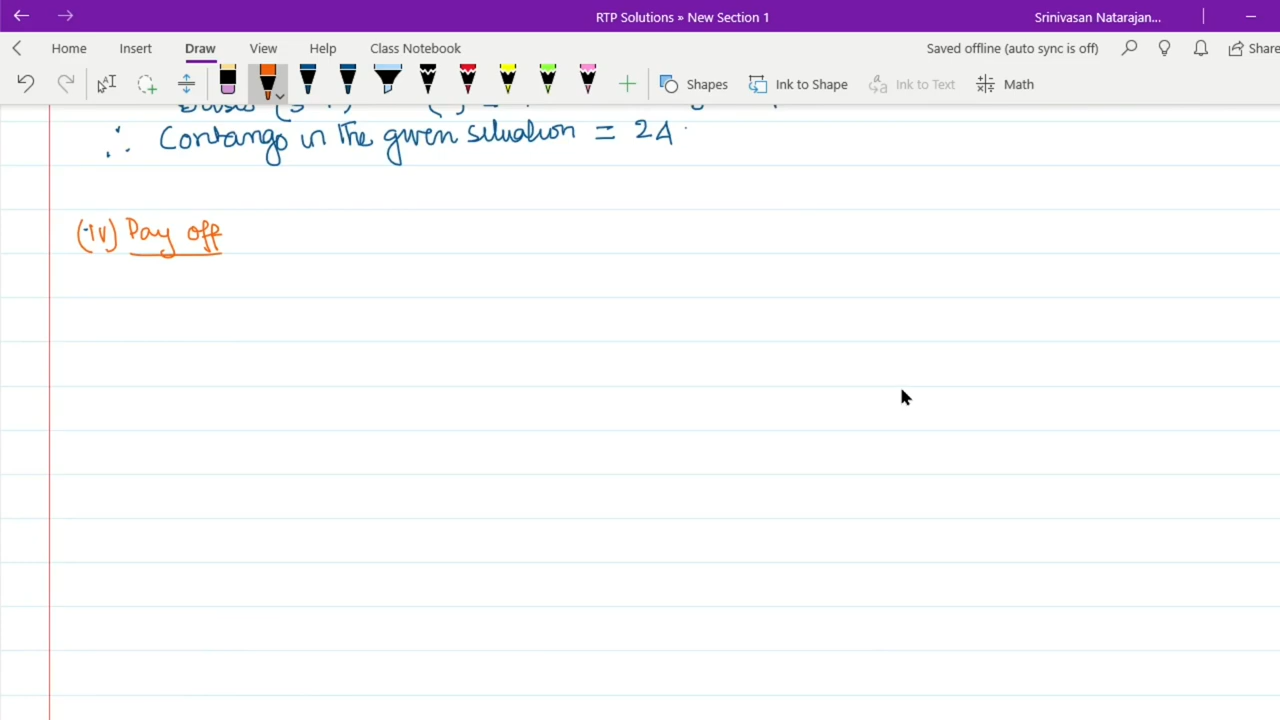 RTP Solutions » New Section 1
Srinivasan Natarajan...
Home Insert Draw View Help Class Notebook
Saved offline (auto sync is off)
Share
Shapes Ink to Shape Ink to Text Math
∴ Contango in the given situation = 24.
(iv) Pay off